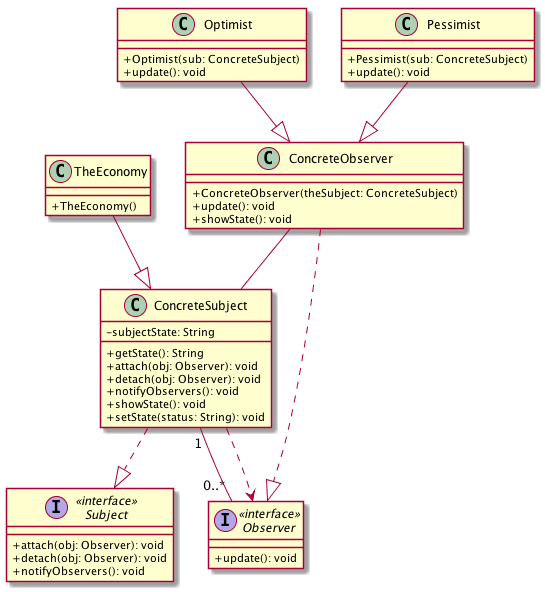 C Optimist
+Optimist(sub: ConcreteSubject)
+update(): void
C Pessimist
+Pessimist(sub: ConcreteSubject)
+update(): void
C ConcreteObserver
+ConcreteObserver(theSubject: ConcreteSubject)
+update(): void
+showState(): void
C TheEconomy
+TheEconomy()
C ConcreteSubject
-subjectState: String
+getState(): String
+attach(obj: Observer): void
+detach(obj: Observer): void
+notifyObservers(): void
+showState(): void
+setState(status: String): void
1
0..*
I «interface»
Subject
+attach(obj: Observer): void
+detach(obj: Observer): void
+notifyObservers(): void
I «interface»
Observer
+update(): void